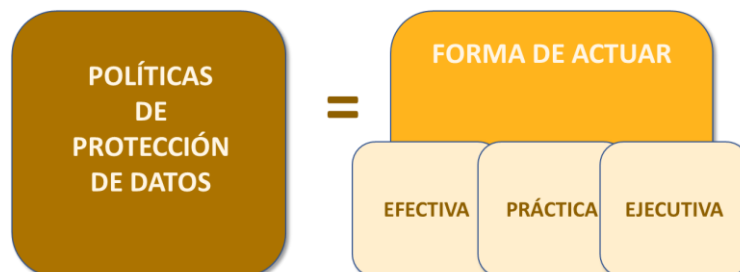 POLÍTICAS
DE
PROTECCIÓN
DE DATOS
=
FORMA DE ACTUAR
EFECTIVA
PRÁCTICA
EJECUTIVA